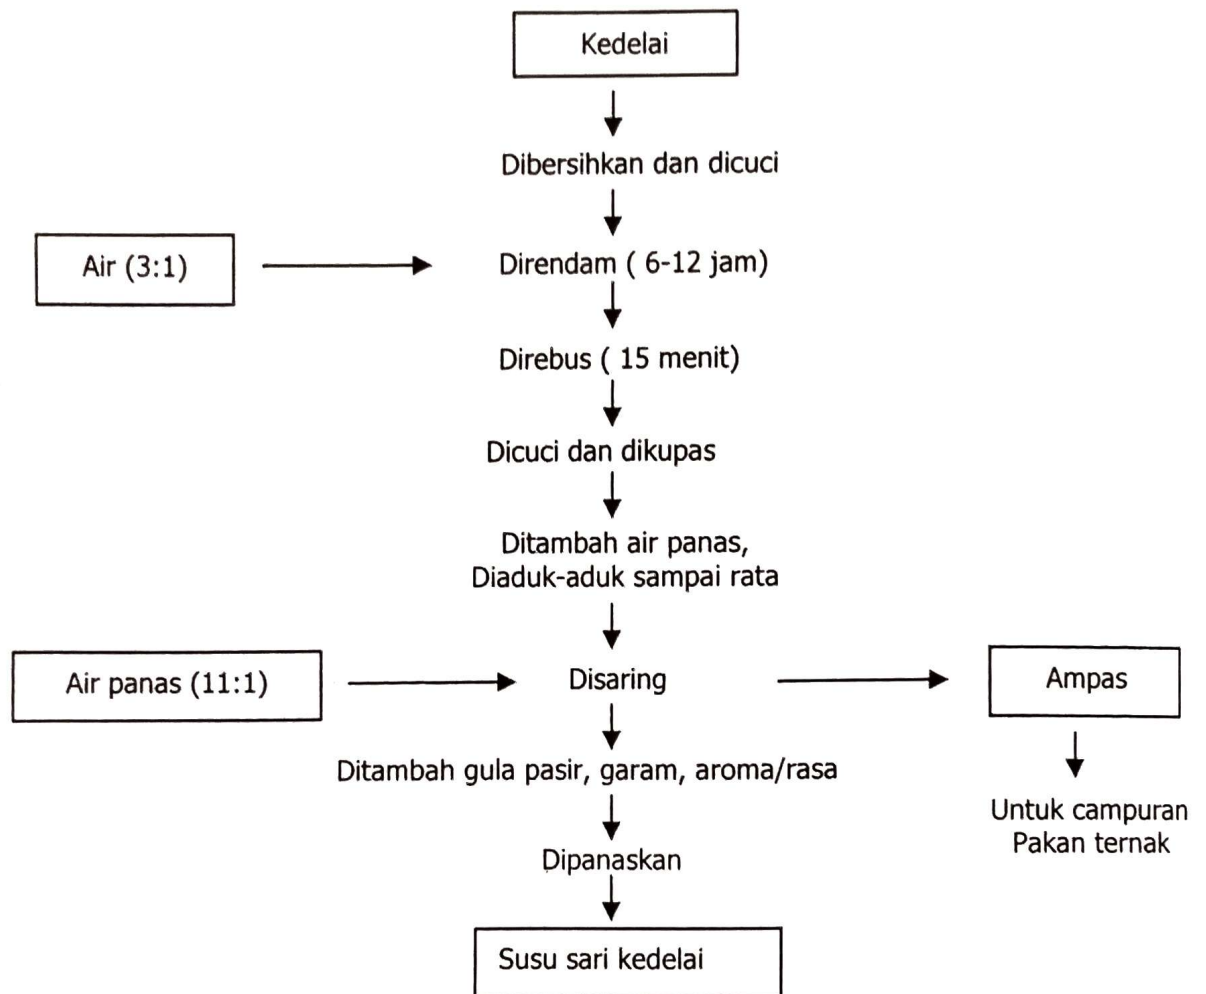 Kedelai
Dibersihkan dan dicuci
Air (3:1)
Direndam ( 6-12 jam)
Direbus ( 15 menit)
Dicuci dan dikupas
Ditambah air panas,
Diaduk-aduk sampai rata
Air panas (11:1)
Disaring
Ampas
Ditambah gula pasir, garam, aroma/rasa
Untuk campuran
Pakan ternak
Dipanaskan
Susu sari kedelai